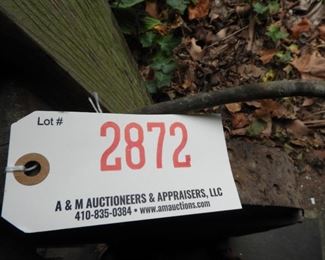 Lot #
2872
A & M AUCTIONEERS & APPRAISERS, LLC
410-835-0384 • www.amauctions.com